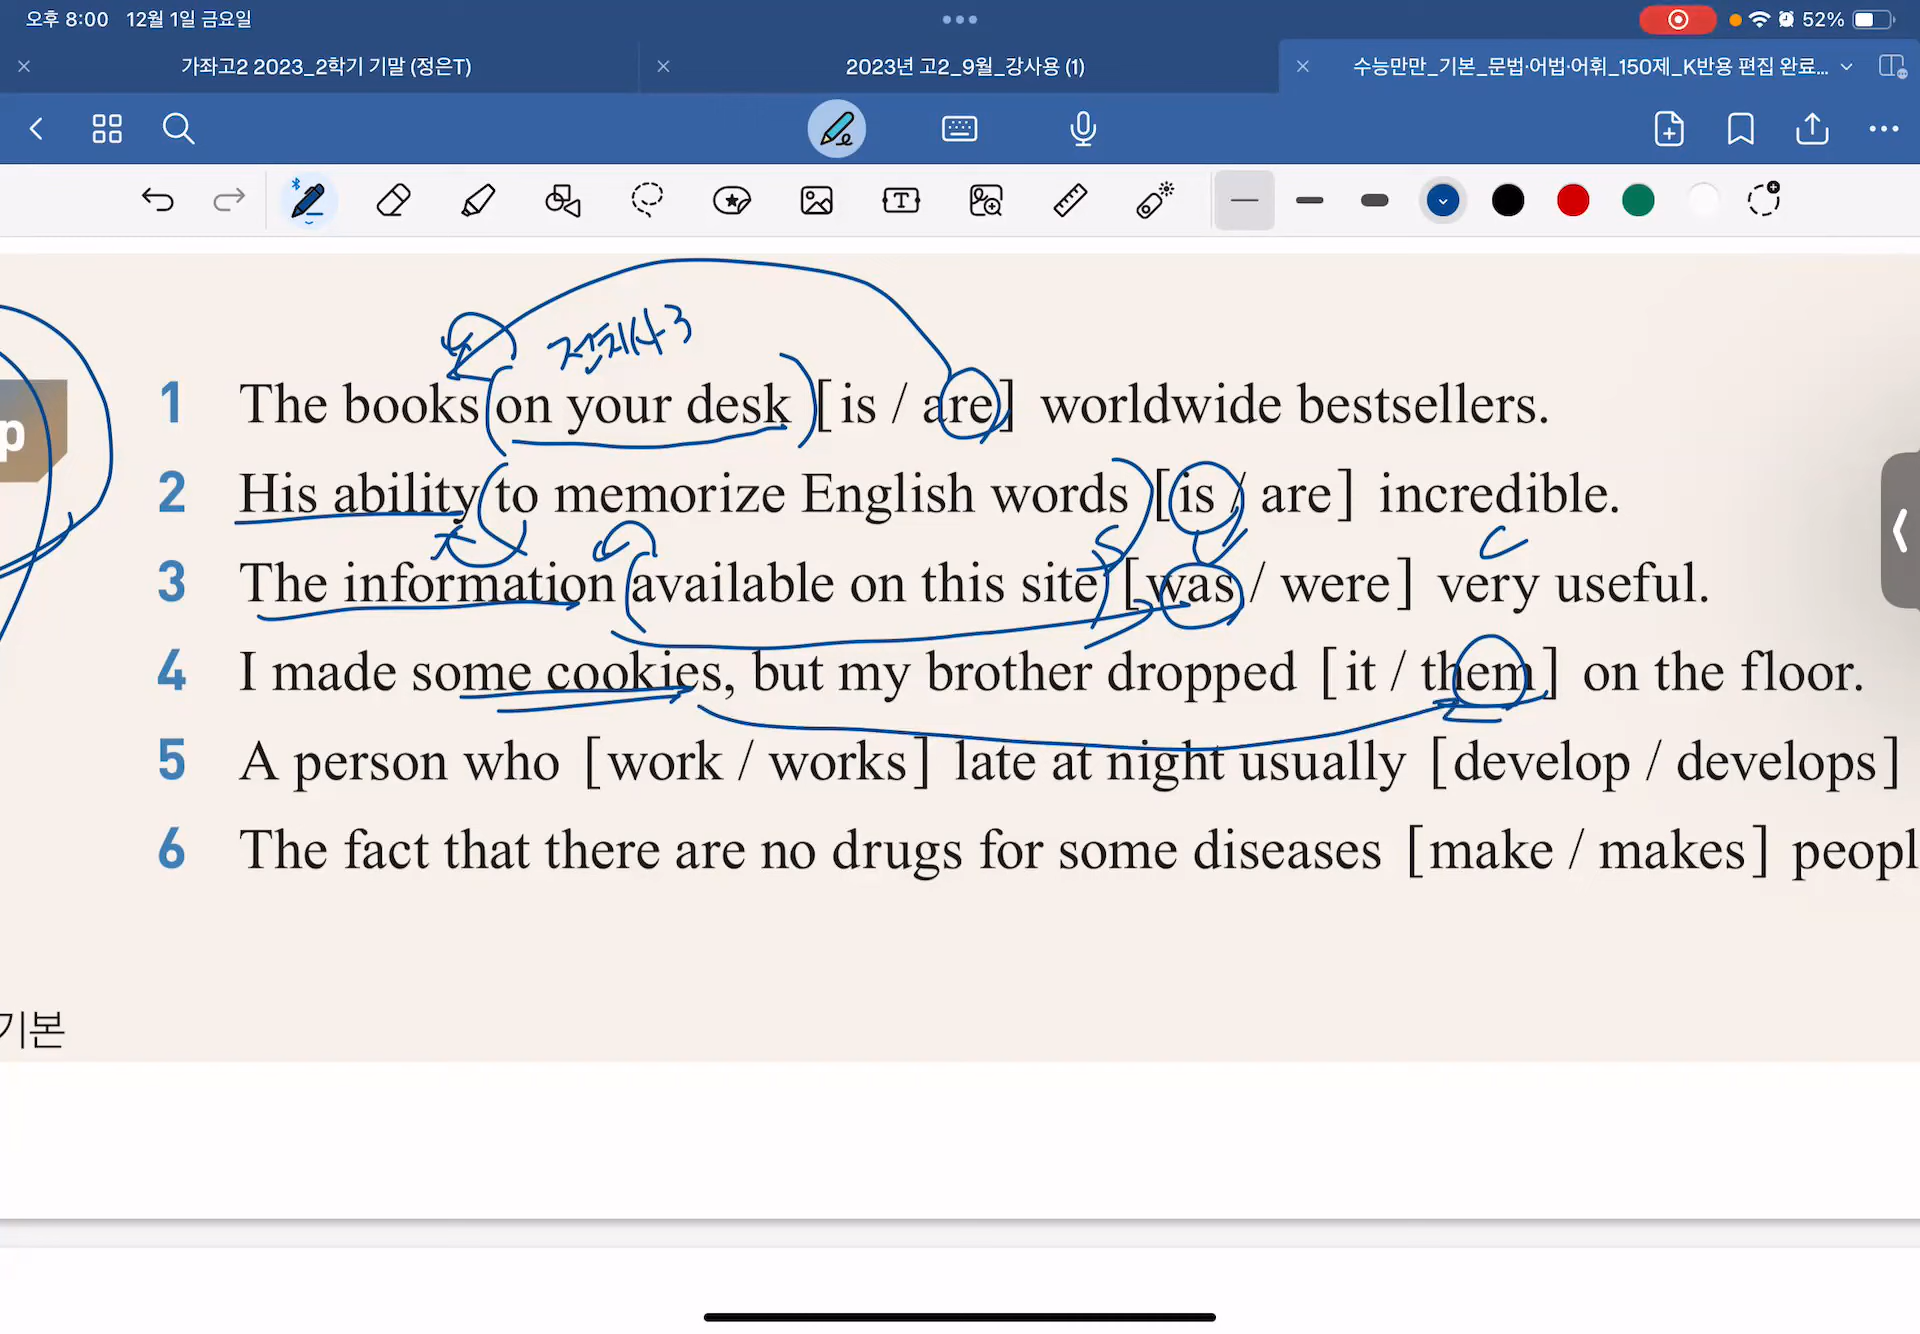 오후 8:00 12월 1일 금요일 52%
가좌고2 2023_2학기 기말 (정은T) 2023년 고2_9월_강사용 (1) 수능만만_기본_문법·어법·어휘_150제_K반용 편집 완료...
전치사구
p
1 The books (on your desk) [is / are] worldwide bestsellers.
2 His ability (to memorize English words) [is / are] incredible.
S V C
3 The information (available on this site) [was / were] very useful.
4 I made some cookies, but my brother dropped [it / them] on the floor.
5 A person who [work / works] late at night usually [develop / develops]
6 The fact that there are no drugs for some diseases [make / makes] peopl
기본